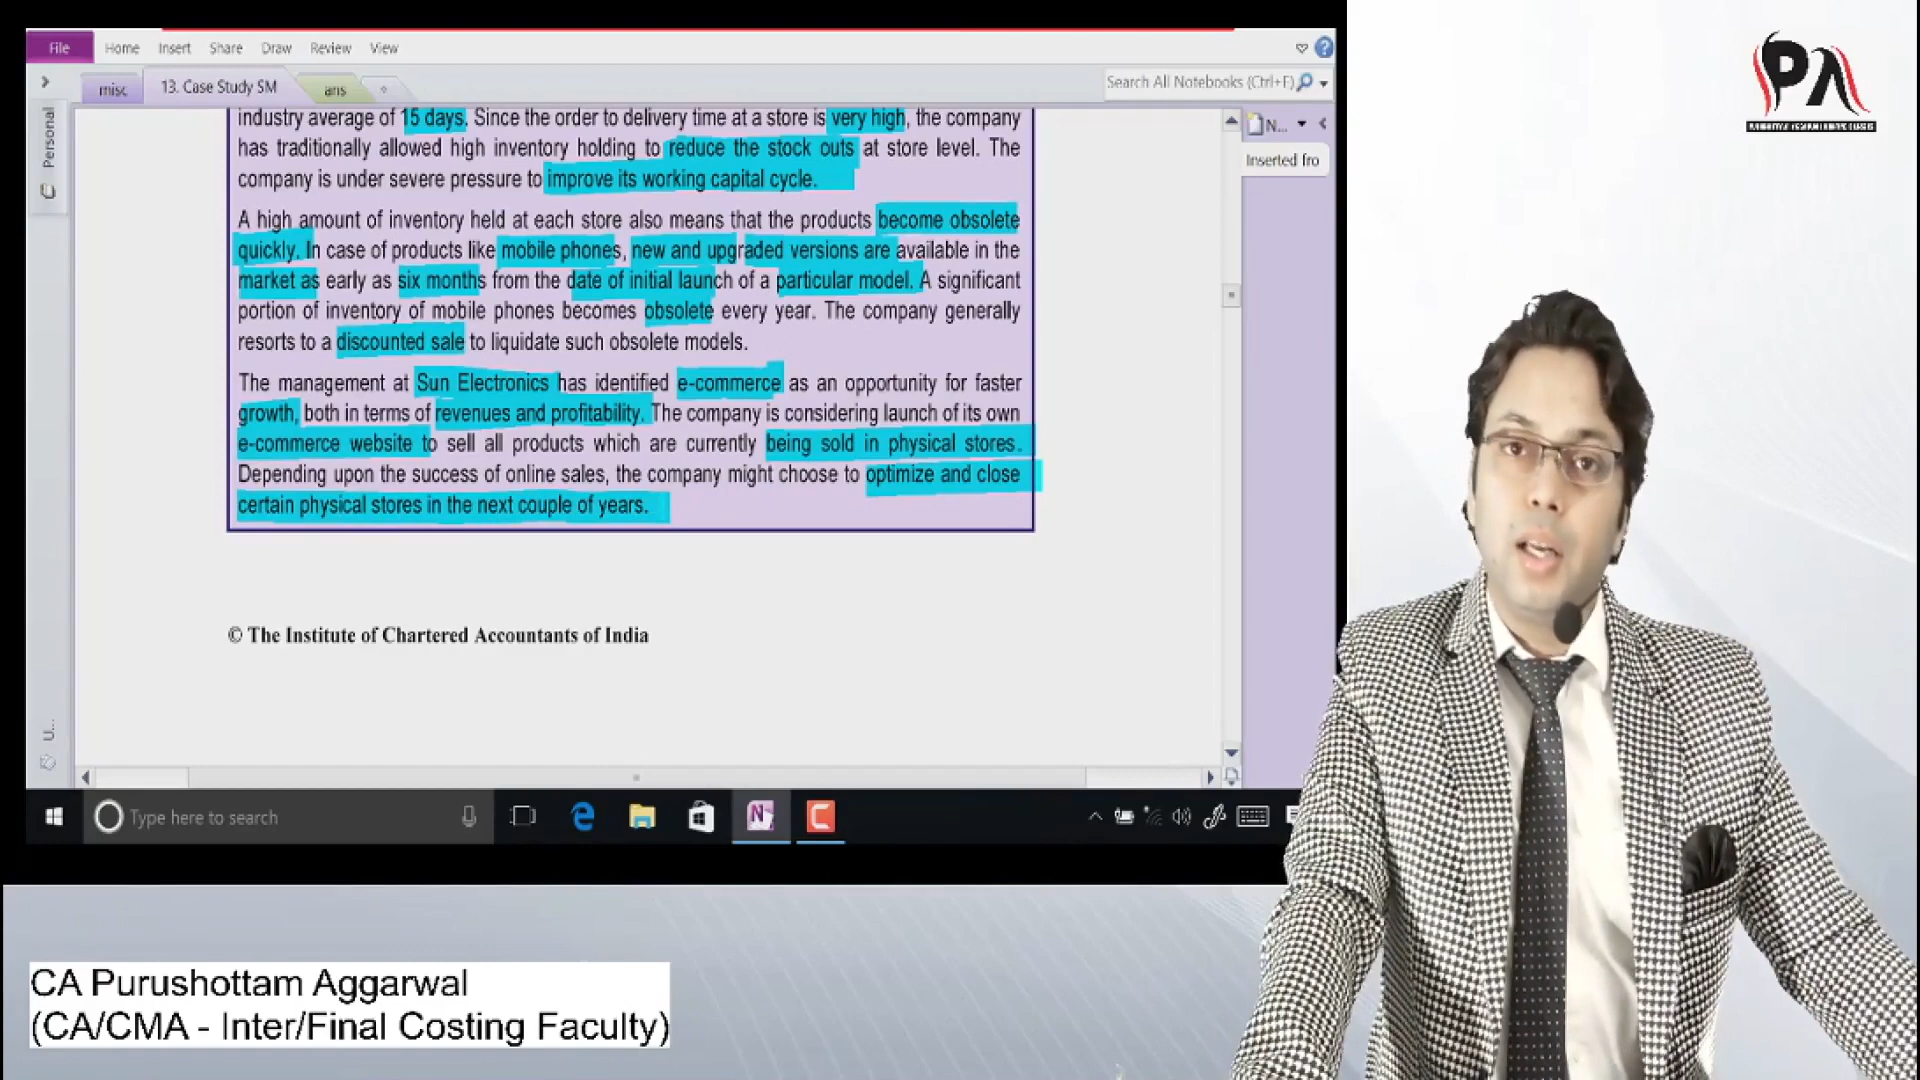 File Home Insert Share Draw Review View
misc 13. Case Study SM ans
Search All Notebooks (Ctrl+E)
Personal
N...
Inserted fro
industry average of 15 days. Since the order to delivery time at a store is very high, the company
has traditionally allowed high inventory holding to reduce the stock outs at store level. The
company is under severe pressure to improve its working capital cycle.
A high amount of inventory held at each store also means that the products become obsolete
quickly. In case of products like mobile phones, new and upgraded versions are available in the
market as early as six months from the date of initial launch of a particular model. A significant
portion of inventory of mobile phones becomes obsolete every year. The company generally
resorts to a discounted sale to liquidate such obsolete models.
The management at Sun Electronics has identified e-commerce as an opportunity for faster
growth, both in terms of revenues and profitability. The company is considering launch of its own
e-commerce website to sell all products which are currently being sold in physical stores.
Depending upon the success of online sales, the company might choose to optimize and close
certain physical stores in the next couple of years.
© The Institute of Chartered Accountants of India
U...
Type here to search
PA
CA Purushottam Aggarwal
(CA/CMA - Inter/Final Costing Faculty)